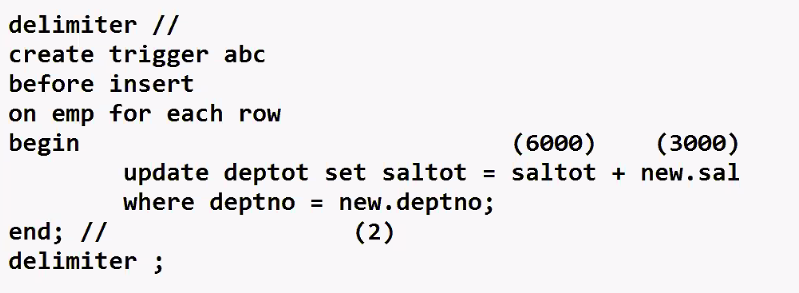 delimiter //
create trigger abc
before insert
on emp for each row
begin (6000) (3000)
update deptot set saltot = saltot + new.sal
where deptno = new.deptno;
end; // (2)
delimiter ;